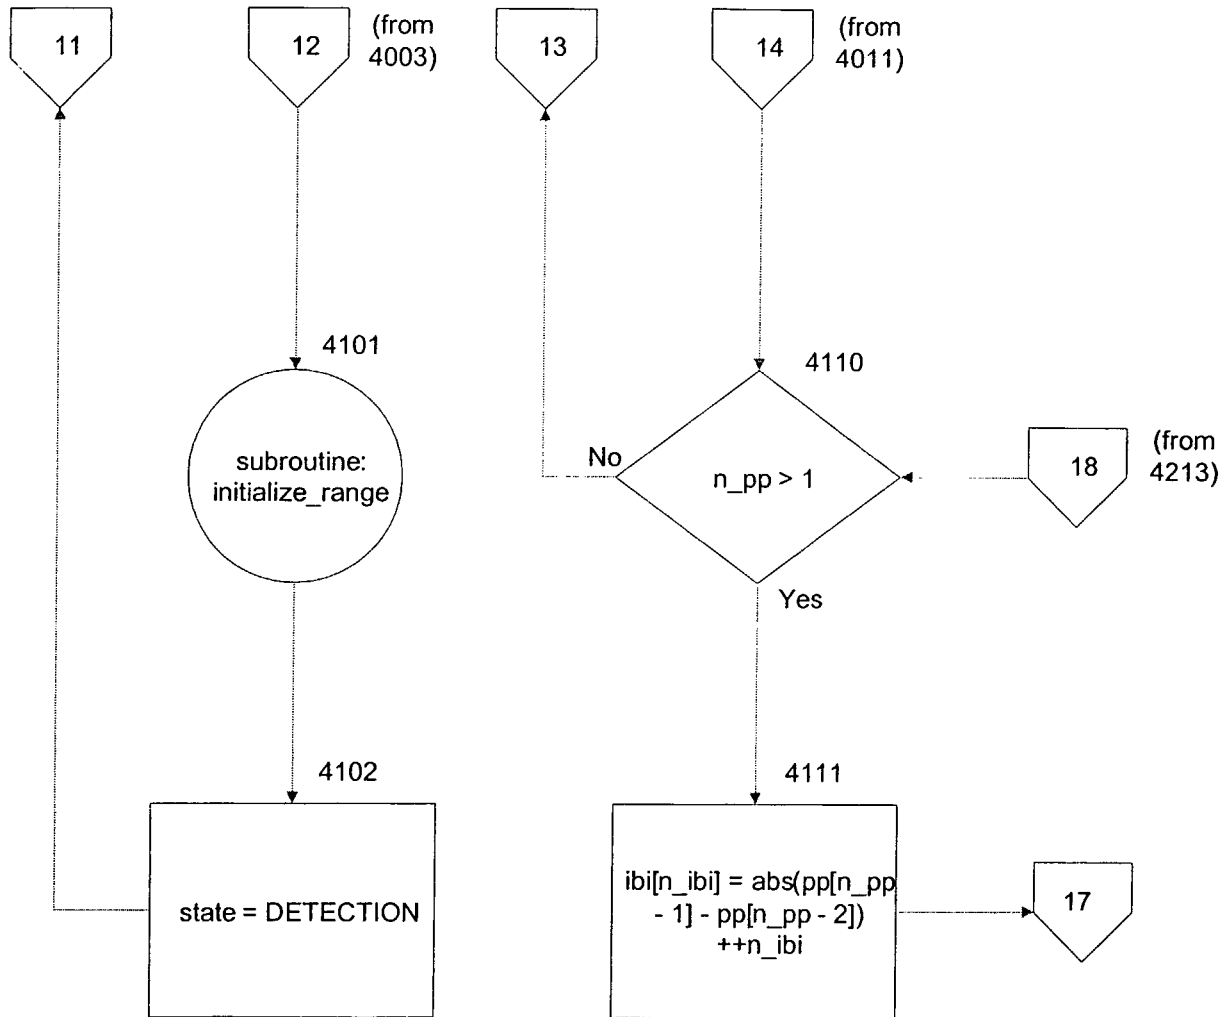 11
12
(from
4003)
13
14
(from
4011)
4101
subroutine:
initialize_range
4110
No
n_pp > 1
18
(from
4213)
Yes
4102
state = DETECTION
4111
ibi[n_ibi] = abs(pp[n_pp
- 1] - pp[n_pp - 2])
++n_ibi
17